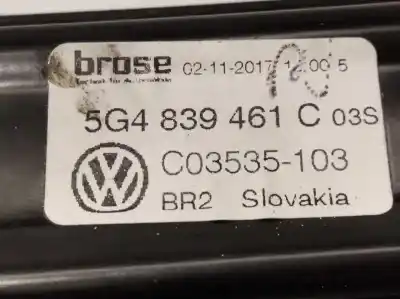 brose 02-11-2017
5G4 839 461 C 03S
C03535-103
BR2 Slovakia